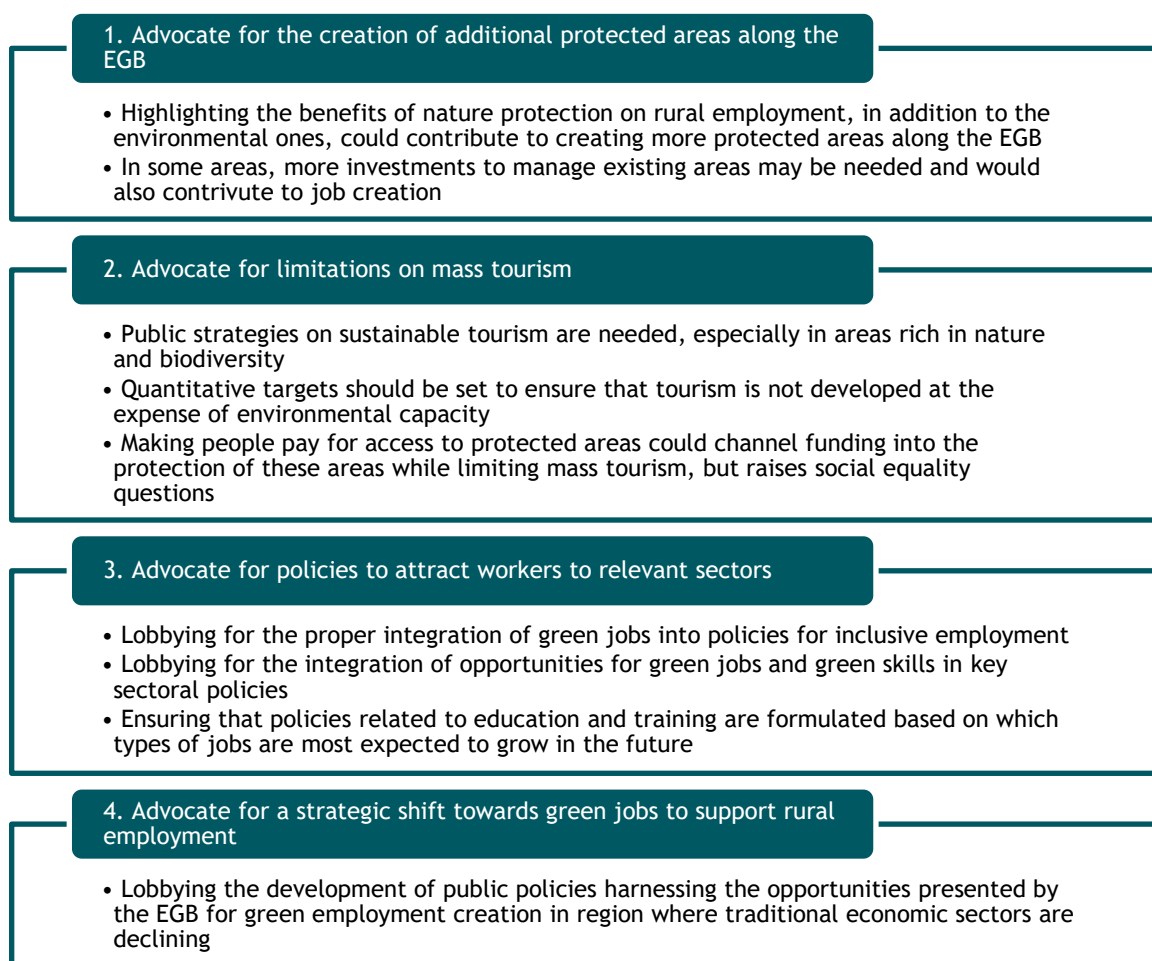 1. Advocate for the creation of additional protected areas along the
EGB
• Highlighting the benefits of nature protection on rural employment, in addition to the
environmental ones, could contribute to creating more protected areas along the EGB
• In some areas, more investments to manage existing areas may be needed and would
also contrivute to job creation
2. Advocate for limitations on mass tourism
• Public strategies on sustainable tourism are needed, especially in areas rich in nature
and biodiversity
• Quantitative targets should be set to ensure that tourism is not developed at the
expense of environmental capacity
• Making people pay for access to protected areas could channel funding into the
protection of these areas while limiting mass tourism, but raises social equality
questions
3. Advocate for policies to attract workers to relevant sectors
• Lobbying for the proper integration of green jobs into policies for inclusive employment
• Lobbying for the integration of opportunities for green jobs and green skills in key
sectoral policies
• Ensuring that policies related to education and training are formulated based on which
types of jobs are most expected to grow in the future
4. Advocate for a strategic shift towards green jobs to support rural
employment
• Lobbying the development of public policies harnessing the opportunities presented by
the EGB for green employment creation in region where traditional economic sectors are
declining